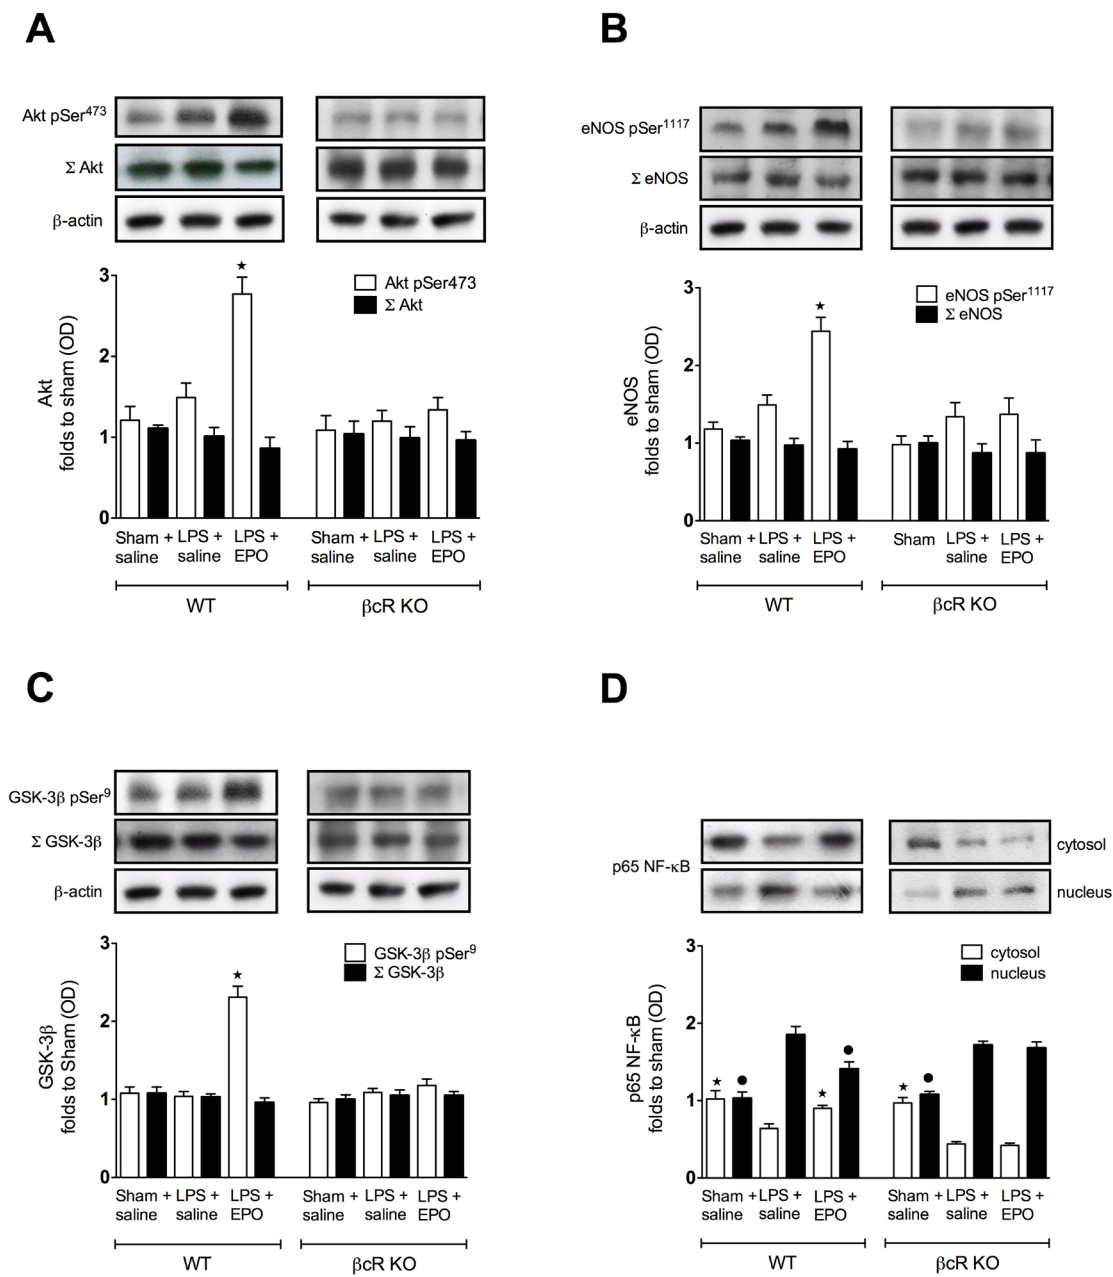 A
Akt pSer473
Σ Akt
β-actin
★
3
2
1
0
Akt
folds to sham (OD)
Akt pSer473
Σ Akt
Sham + LPS + LPS +
saline saline EPO
Sham + LPS + LPS +
saline saline EPO
WT
βcR KO
B
eNOS pSer1117
Σ eNOS
β-actin
★
3
2
1
0
eNOS
folds to sham (OD)
eNOS pSer1117
Σ eNOS
Sham + LPS + LPS +
saline saline EPO
Sham LPS + LPS +
saline EPO
WT
βcR KO
C
GSK-3β pSer9
Σ GSK-3β
β-actin
★
3
2
1
0
GSK-3β
folds to Sham (OD)
GSK-3β pSer9
Σ GSK-3β
Sham + LPS + LPS +
saline saline EPO
Sham + LPS + LPS +
saline saline EPO
WT
βcR KO
D
p65 NF-κB
cytosol
nucleus
3
2
1
0
p65 NF-κB
folds to sham (OD)
cytosol
nucleus
★ ● ★ ● ★ ●
Sham + LPS + LPS +
saline saline EPO
Sham + LPS + LPS +
saline saline EPO
WT
βcR KO